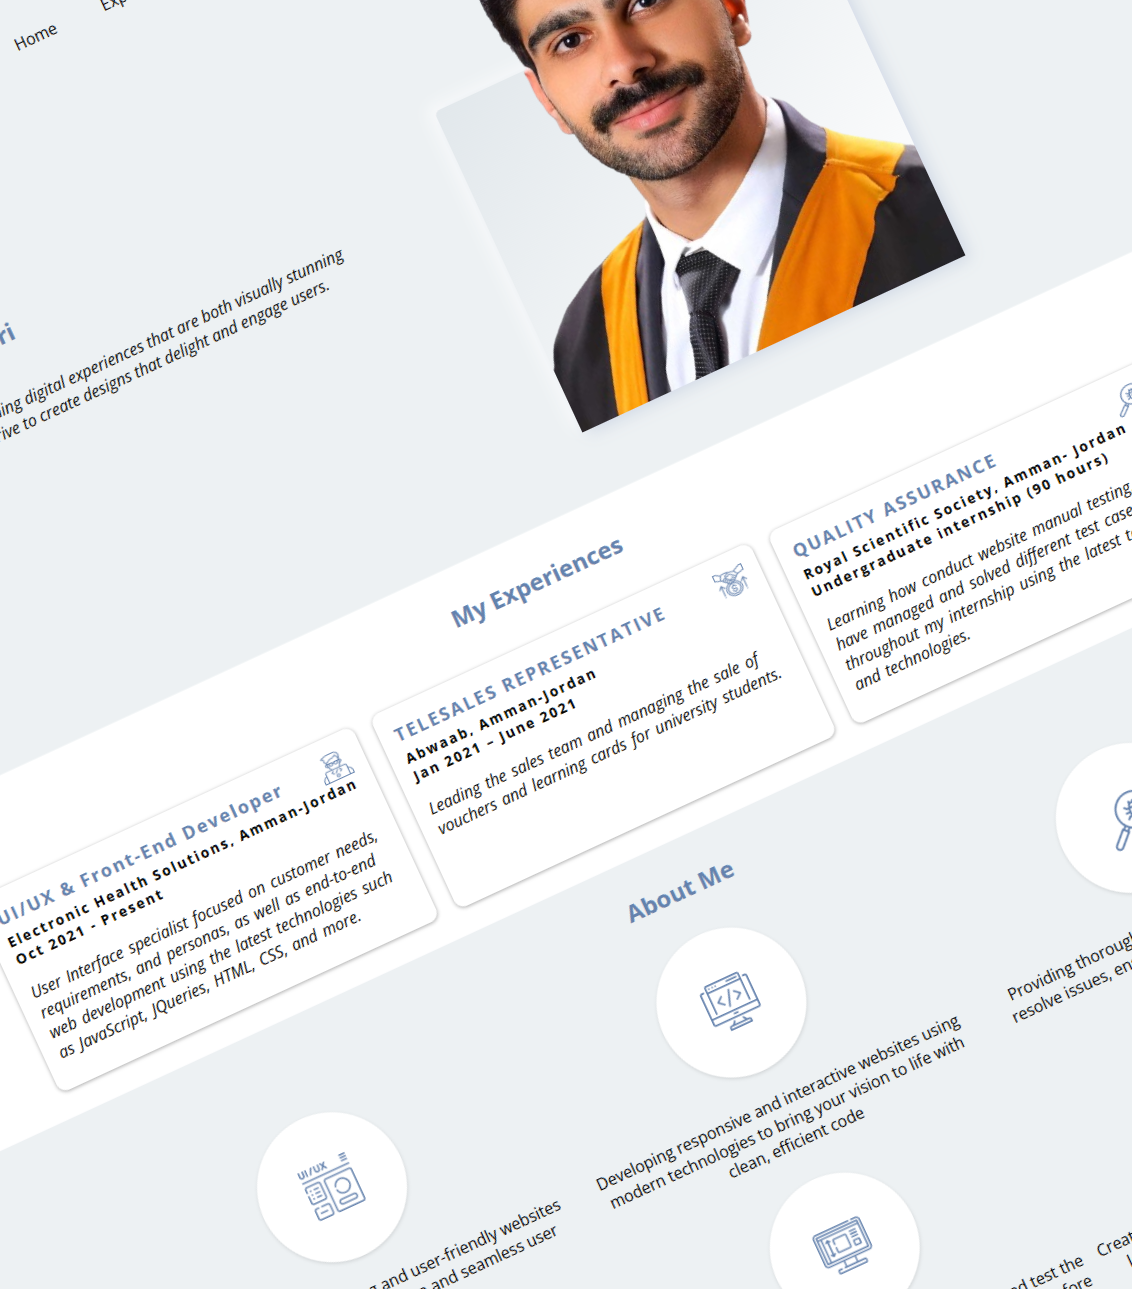 Home
ri
ing digital experiences that are both visually stunning
ive to create designs that delight and engage users.
My Experiences
UI/UX & Front-End Developer
Electronic Health Solutions, Amman-Jordan
Oct 2021 - Present
User Interface specialist focused on customer needs,
requirements, and personas, as well as end-to-end
web development using the latest technologies such
as JavaScript, JQueries, HTML, CSS, and more.
TELESALES REPRESENTATIVE
Abwaab, Amman-Jordan
Jan 2021 – June 2021
Leading the sales team and managing the sale of
vouchers and learning cards for university students.
QUALITY ASSURANCE
Royal Scientific Society, Amman- Jordan
Undergraduate internship (90 hours)
Learning how conduct website manual testing
have managed and solved different test case
throughout my internship using the latest t
and technologies.
About Me
UI/UX
and user-friendly websites
and seamless user
</>
Developing responsive and interactive websites using
modern technologies to bring your vision to life with
clean, efficient code
Providing thoroug
resolve issues, en
d test the
fore
Creat